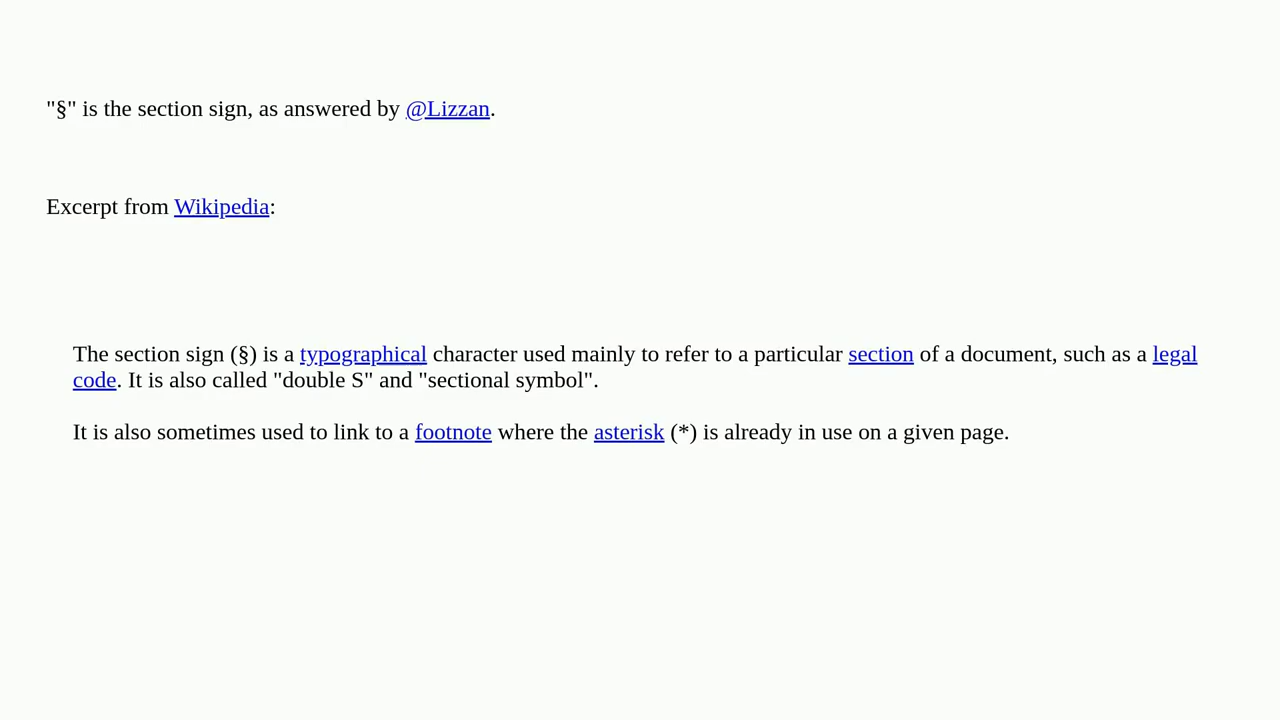 "§" is the section sign, as answered by @Lizzan.
Excerpt from Wikipedia:
The section sign (§) is a typographical character used mainly to refer to a particular section of a document, such as a legal
code. It is also called "double S" and "sectional symbol".
It is also sometimes used to link to a footnote where the asterisk (*) is already in use on a given page.